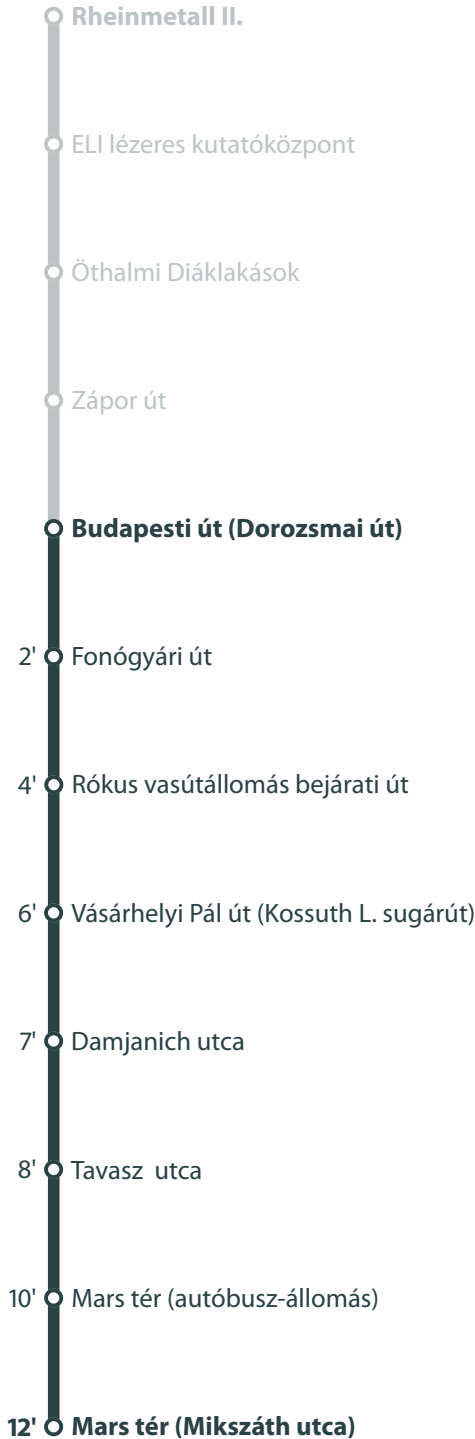 Rheinmetall II.
ELI lézeres kutatóközpont
Öthalmi Diáklakások
Zápor út
Budapesti út (Dorozsmai út)
2' Fonógyári út
4' Rókus vasútállomás bejárati út
6' Vásárhelyi Pál út (Kossuth L. sugárút)
7' Damjanich utca
8' Tavasz utca
10' Mars tér (autóbusz-állomás)
12' Mars tér (Mikszáth utca)